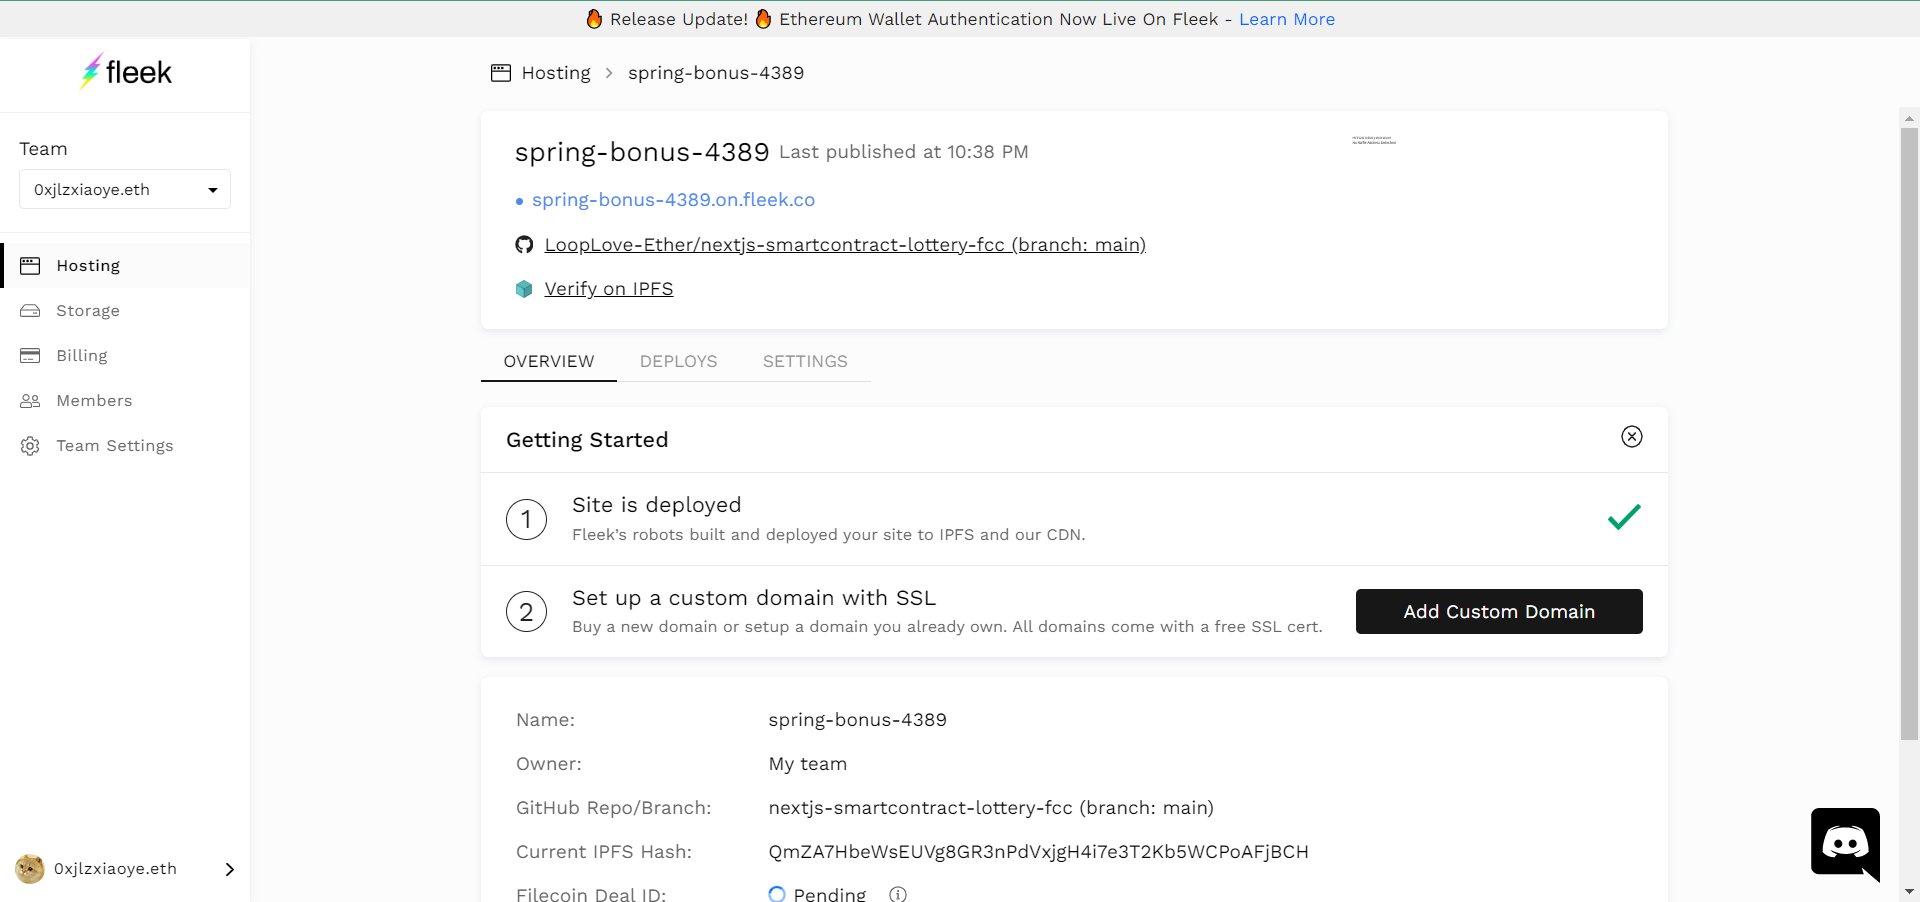 🔥 Release Update! 🔥 Ethereum Wallet Authentication Now Live On Fleek - Learn More
fleek
Team
0xjlzxiaoye.eth
Hosting
Storage
Billing
Members
Team Settings
0xjlzxiaoye.eth
Hosting > spring-bonus-4389
spring-bonus-4389 Last published at 10:38 PM
• spring-bonus-4389.on.fleek.co
LoopLove-Ether/nextjs-smartcontract-lottery-fcc (branch: main)
Verify on IPFS
OVERVIEW DEPLOYS SETTINGS
Getting Started
1 Site is deployed
Fleek’s robots built and deployed your site to IPFS and our CDN.
2 Set up a custom domain with SSL
Buy a new domain or setup a domain you already own. All domains come with a free SSL cert.
Add Custom Domain
Name: spring-bonus-4389
Owner: My team
GitHub Repo/Branch: nextjs-smartcontract-lottery-fcc (branch: main)
Current IPFS Hash: QmZA7HbeWsEUVg8GR3nPdVxjgH4i7e3T2Kb5WCPoAFjBCH
Filecoin Deal ID: Pending